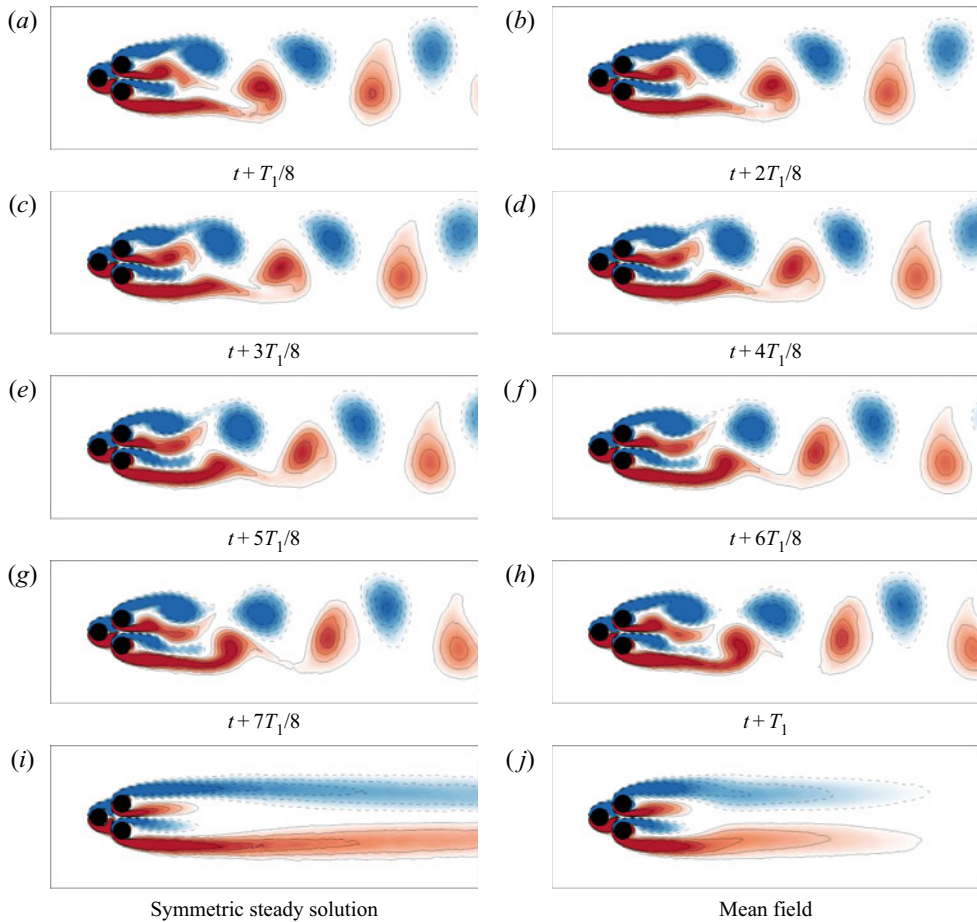 (a)
(b)
t + T₁/8
t + 2T₁/8
(c)
(d)
t + 3T₁/8
t + 4T₁/8
(e)
(f)
t + 5T₁/8
t + 6T₁/8
(g)
(h)
t + 7T₁/8
t + T₁
(i)
(j)
Symmetric steady solution
Mean field